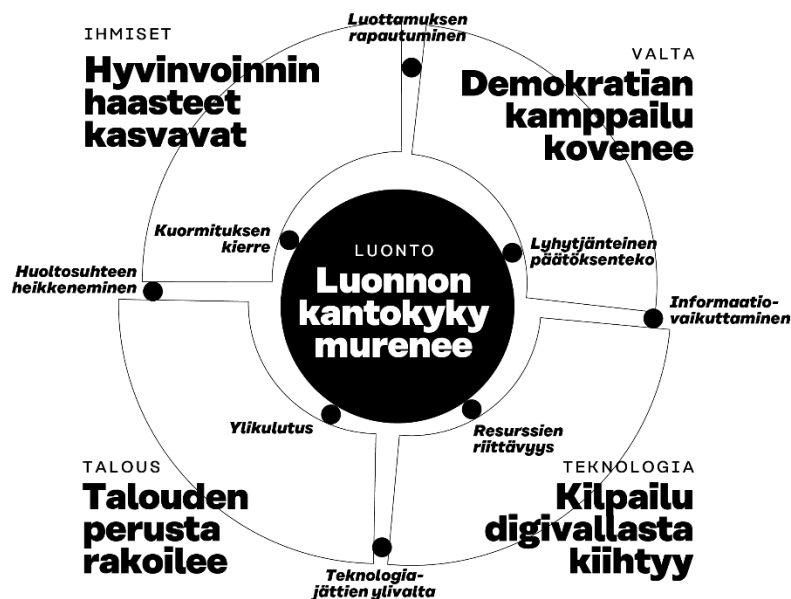 Luottamuksen
rapautuminen
IHMISET
Hyvinvoinnin
haasteet
kasvavat
VALTA
Demokratian
kamppailu
kovenee
Kuormituksen
kierre
Lyhytjänteinen
päätöksenteko
LUONTO
Luonnon
kantokyky
murenee
Huoltosuhteen
heikkeneminen
Informaatio-
vaikuttaminen
Ylikulutus
Resurssien
riittävyys
TALOUS
Talouden
perusta
rakoilee
TEKNOLOGIA
Kilpailu
digivallasta
kiihtyy
Teknologia-
jättien ylivalta